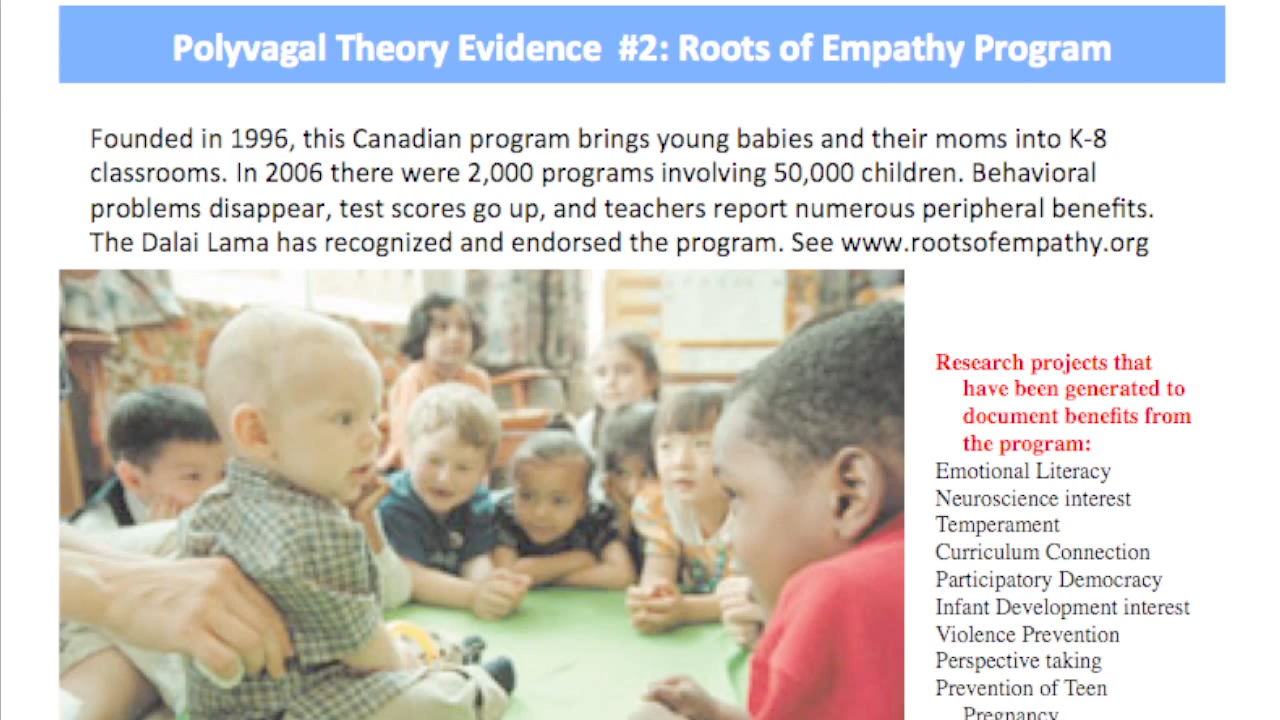 Polyvagal Theory Evidence #2: Roots of Empathy Program
Founded in 1996, this Canadian program brings young babies and their moms into K-8
classrooms. In 2006 there were 2,000 programs involving 50,000 children. Behavioral
problems disappear, test scores go up, and teachers report numerous peripheral benefits.
The Dalai Lama has recognized and endorsed the program. See www.rootsofempathy.org
Research projects that
have been generated to
document benefits from
the program:
Emotional Literacy
Neuroscience interest
Temperament
Curriculum Connection
Participatory Democracy
Infant Development interest
Violence Prevention
Perspective taking
Prevention of Teen
Pregnancy